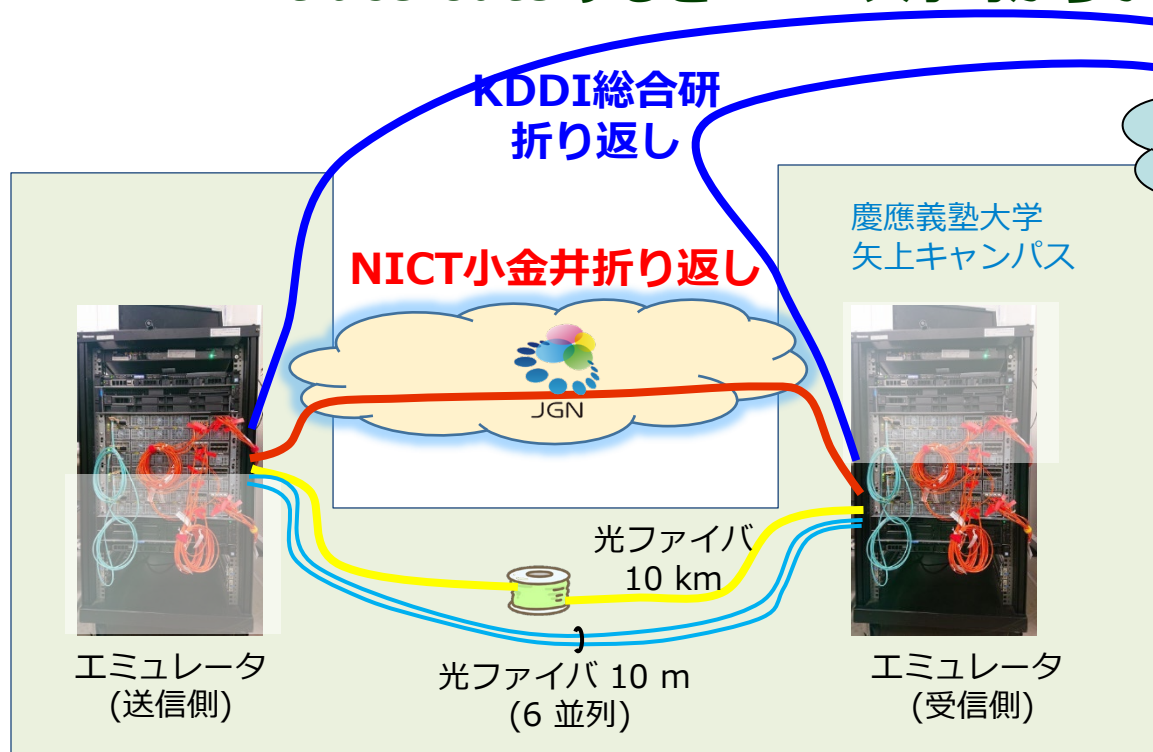 KDDI総合研
折り返し
慶應義塾大学
矢上キャンパス
NICT小金井折り返し
JGN
光ファイバ
10 km
エミュレータ
(送信側)
光ファイバ 10 m
(6 並列)
エミュレータ
(受信側)